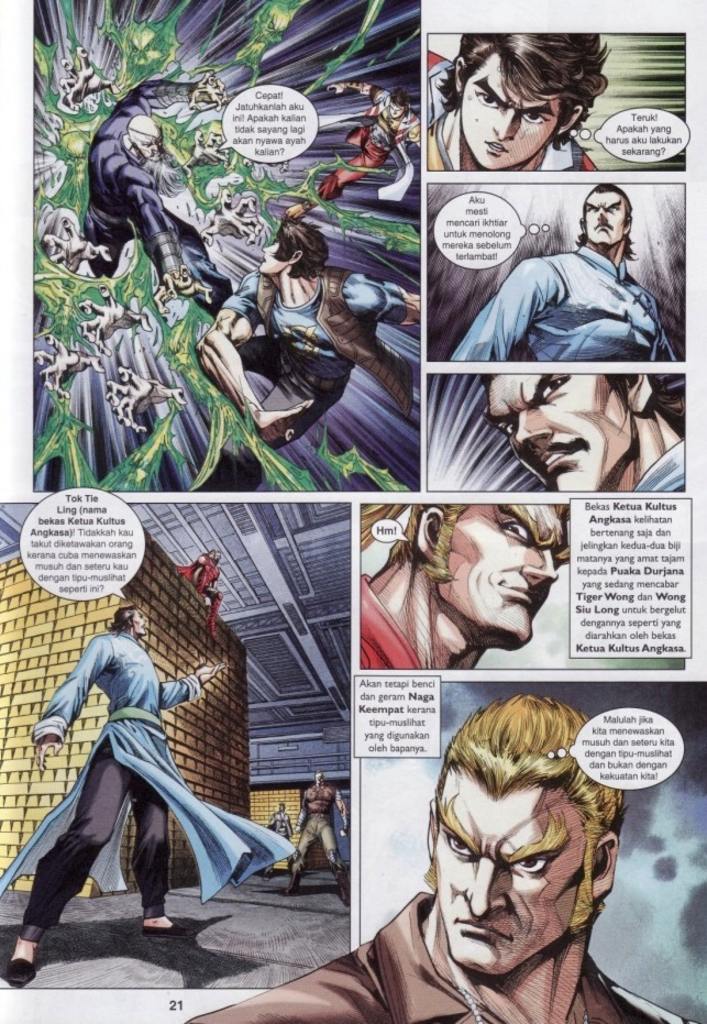 Cepat!
Jatuhkanlah aku
ini! Apakah kalian
tidak sayang lagi
akan nyawa ayah
kalian?
Teruk!
Apakah yang
harus aku lakukan
sekarang?
Aku
mesti
mencari ikhtiar
untuk menolong
mereka sebelum
terlambat!
Tok Tie
Ling (nama
bekas Ketua Kultus
Angkasa)! Tidakkah kau
takut diketawakan orang
kerana cuba menewaskan
musuh dan seteru kau
dengan tipu-muslihat
seperti ini?
Hm!
Bekas Ketua Kultus
Angkasa kelihatan
bertenang saja dan
jelingkan kedua-dua biji
matanya yang amat tajam
kepada Puaka Durjana
yang sedang mencabar
Tiger Wong dan Wong
Siu Long untuk bergelut
dengannya seperti yang
diarahkan oleh bekas
Ketua Kultus Angkasa.
Akan tetapi benci
dan geram Naga
Keempat kerana
tipu-muslihat
yang digunakan
oleh bapanya.
Malulah jika
kita menewaskan
musuh dan seteru kita
dengan tipu-muslihat
dan bukan dengan
kekuatan kita!
21